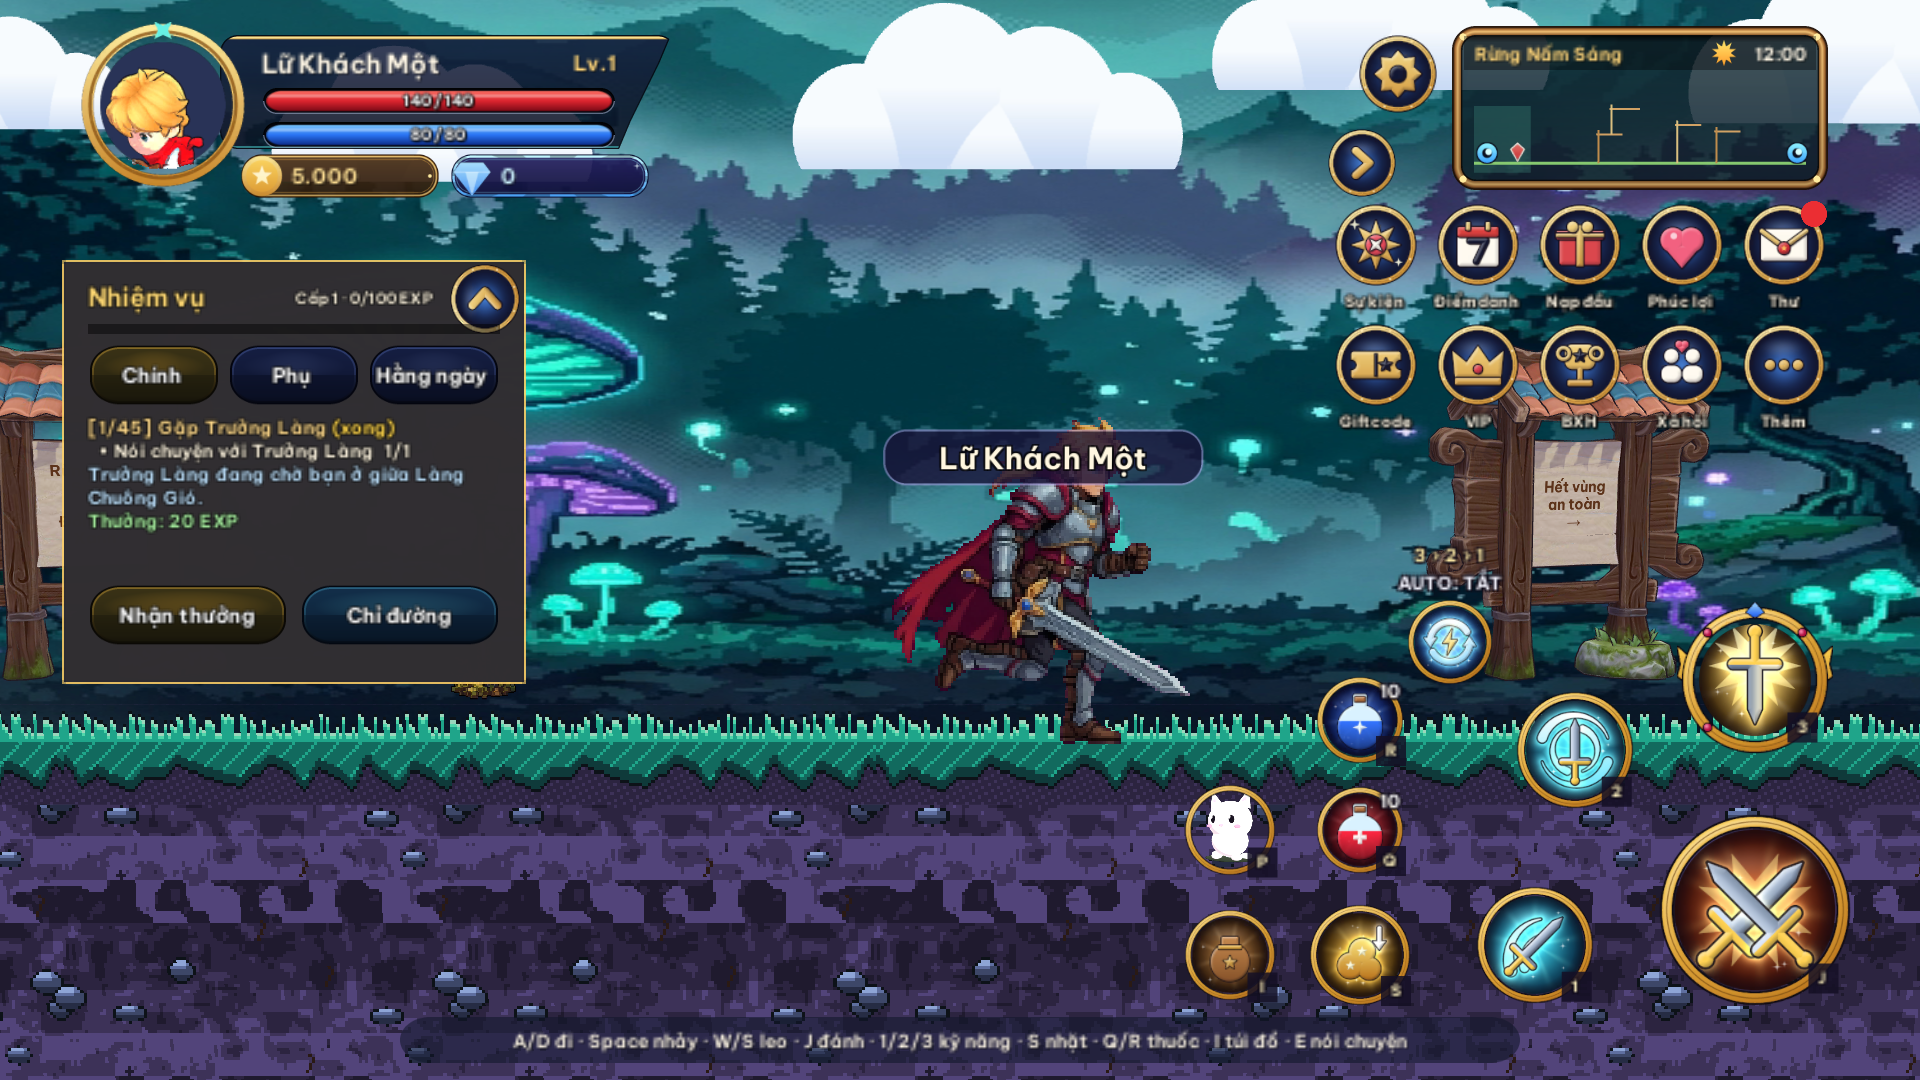 Lữ Khách Một
Lv.1
140/140
80/80
5.000
0
Rừng Nấm Sáng
12:00
Nhiệm vụ
Cấp 1 · 0/100 EXP
Chính
Phụ
Hằng ngày
[1/45] Gặp Trưởng Làng (xong)
• Nói chuyện với Trưởng Làng 1/1
Trưởng Làng đang chờ bạn ở giữa Làng
Chuông Gió.
Thưởng: 20 EXP
Nhận thưởng
Chỉ đường
7
Sự kiện
Điểm danh
Nạp đầu
Phúc lợi
Thư
Giftcode
VIP
BXH
Xã hội
Thêm
Lữ Khách Một
Hết vùng
an toàn
→
3 › 2 › 1
AUTO: TẮT
10
R
3
2
10
Q
P
I
S
1
J
A/D đi · Space nhảy · W/S leo · J đánh · 1/2/3 kỹ năng · S nhặt · Q/R thuốc · I túi đồ · E nói chuyện